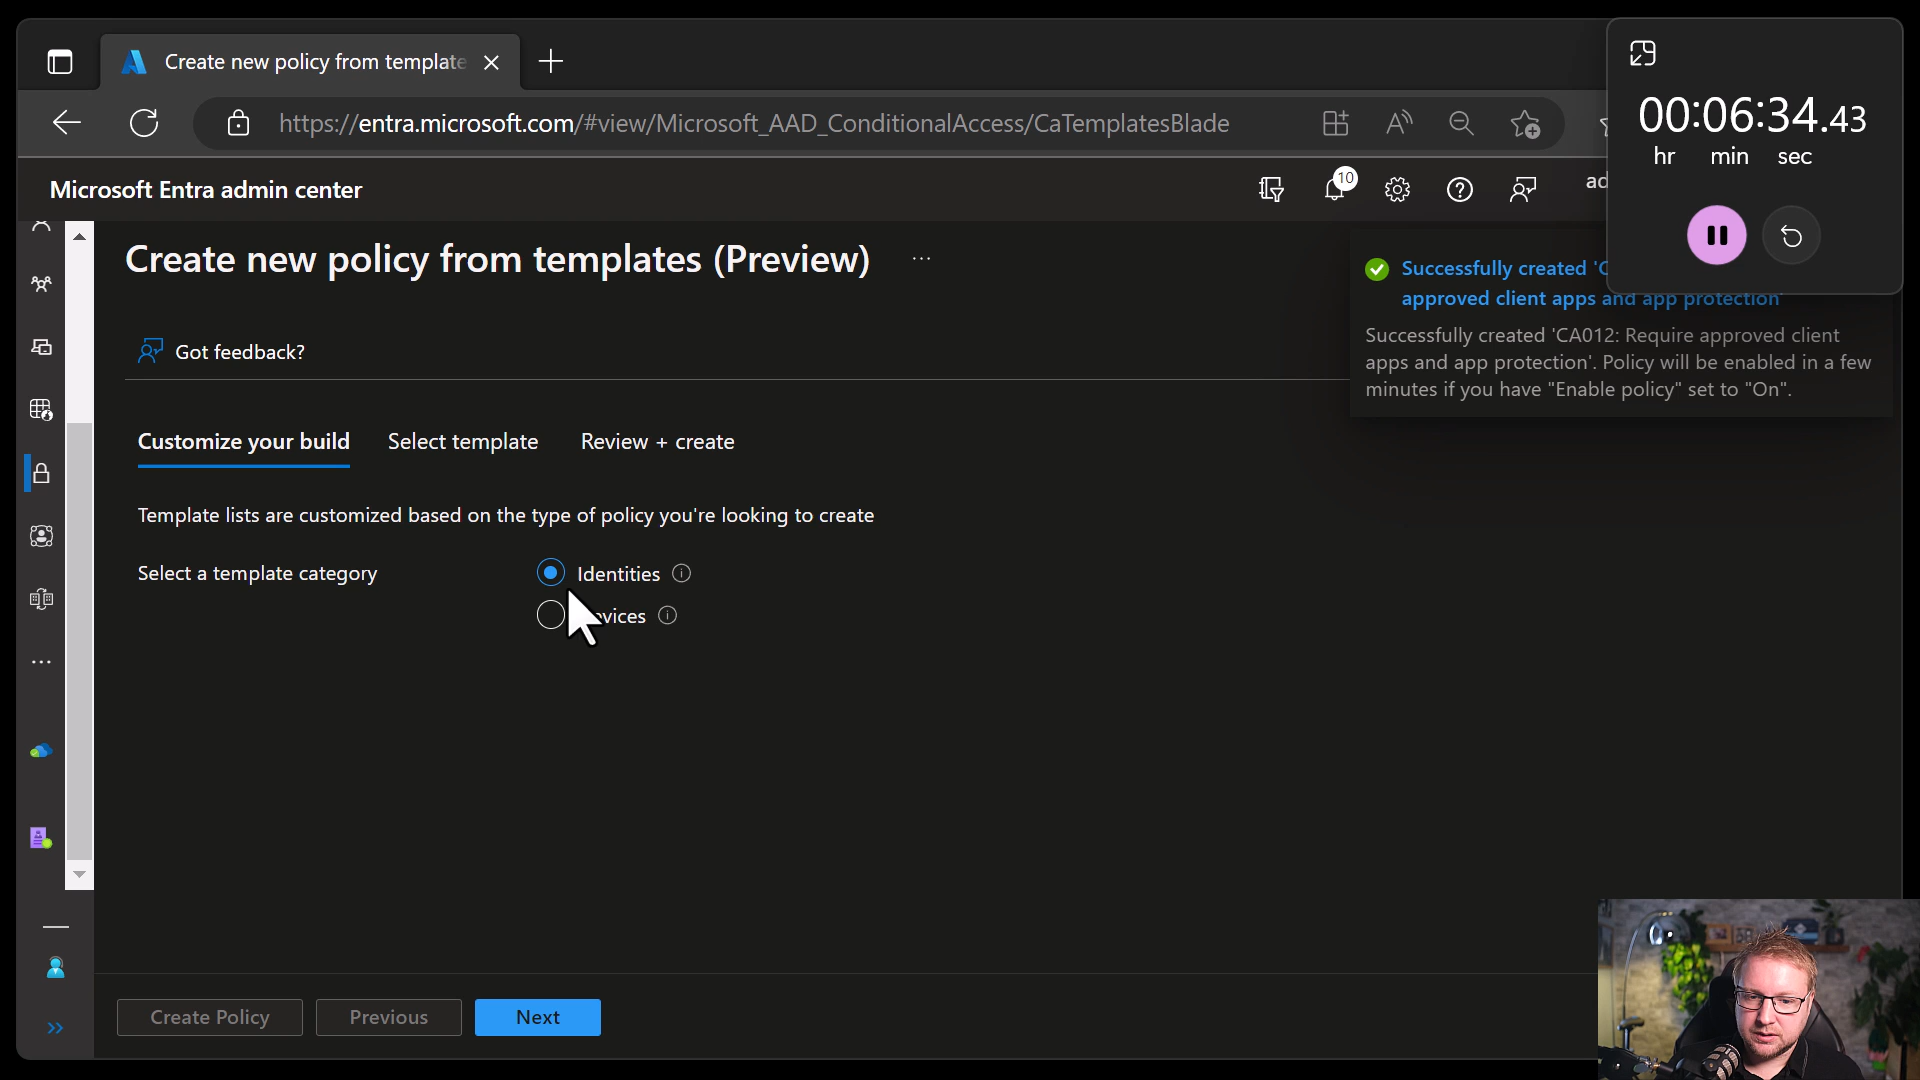 Create new policy from template
https://entra.microsoft.com/#view/Microsoft_AAD_ConditionalAccess/CaTemplatesBlade
00:06:34.43
hr min sec
Microsoft Entra admin center
10
ad
Create new policy from templates (Preview)
...
Successfully created 'C
approved client apps and app protection'
Successfully created 'CA012: Require approved client
apps and app protection'. Policy will be enabled in a few
minutes if you have "Enable policy" set to "On".
Got feedback?
Customize your build Select template Review + create
Template lists are customized based on the type of policy you're looking to create
Select a template category
Identities
vices
Create Policy Previous Next